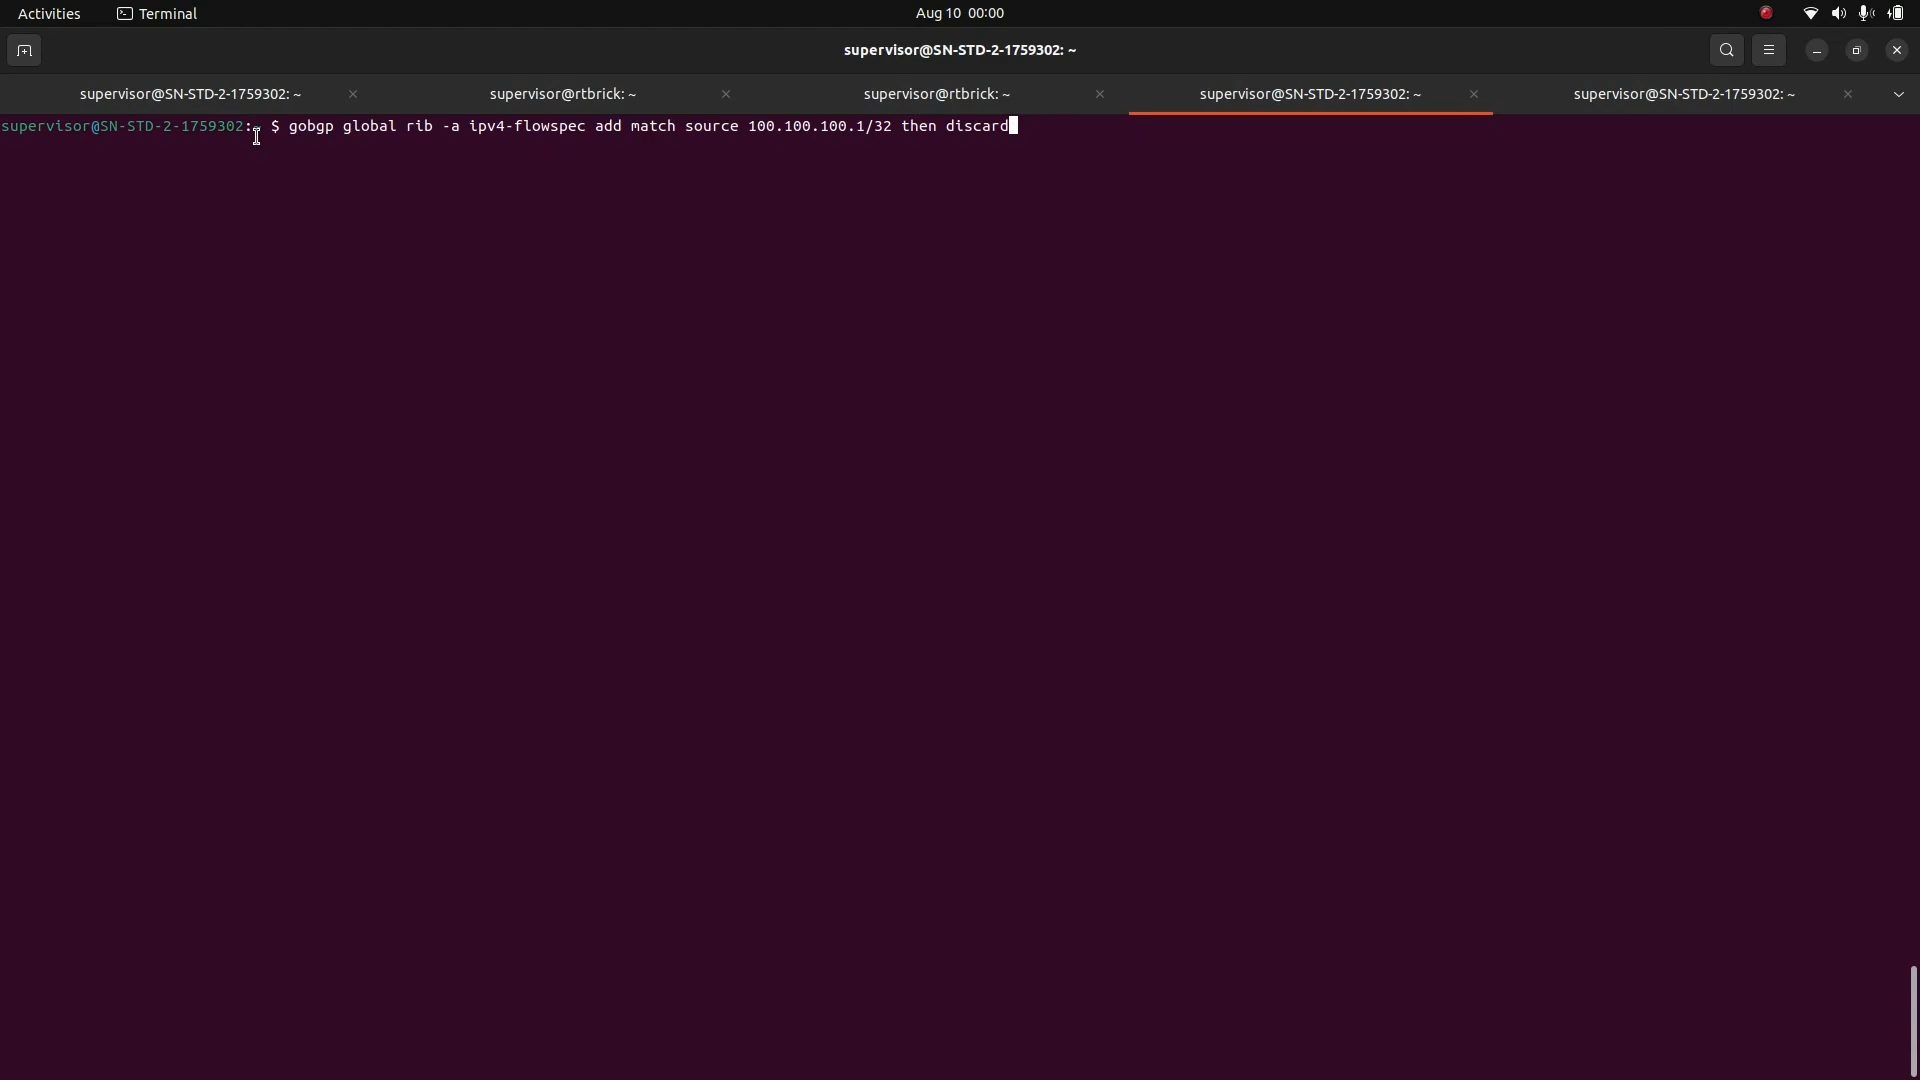 Activities Terminal Aug 10 00:00
supervisor@SN-STD-2-1759302: ~
supervisor@SN-STD-2-1759302: ~ supervisor@rtbrick: ~ supervisor@rtbrick: ~ supervisor@SN-STD-2-1759302: ~ supervisor@SN-STD-2-1759302: ~
supervisor@SN-STD-2-1759302:~ $ gobgp global rib -a ipv4-flowspec add match source 100.100.100.1/32 then discard